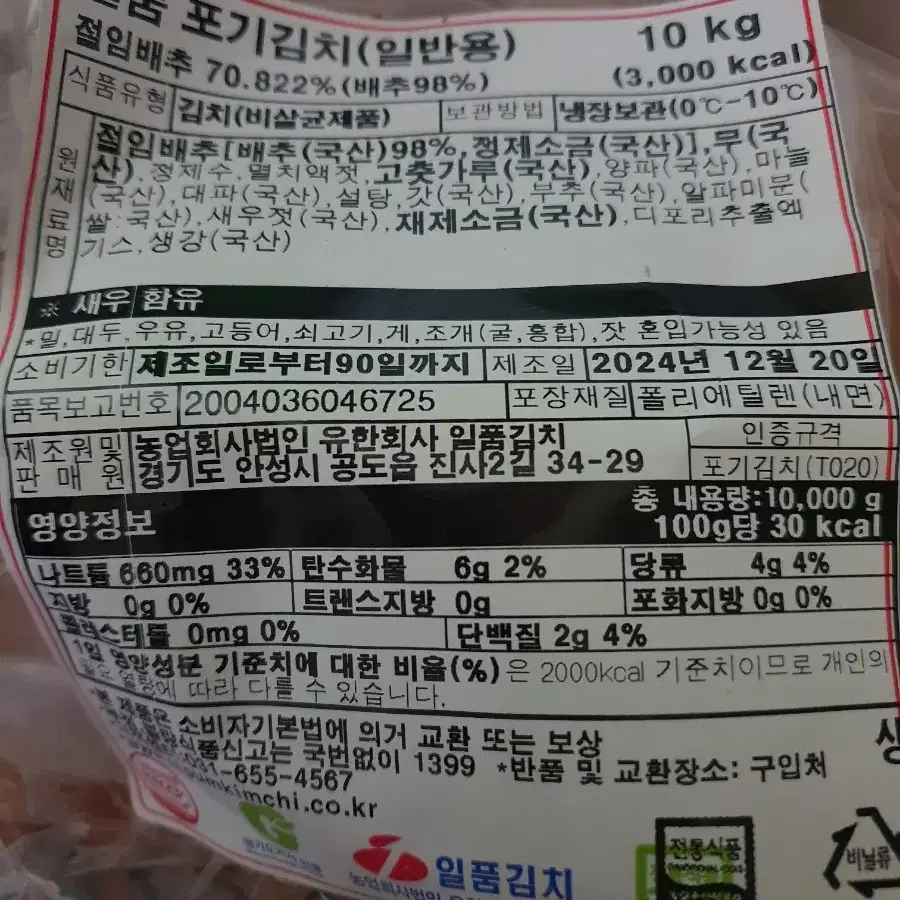 포기김치(일반용) 10 kg
절임배추 70.822%(배추98%) (3,000 kcal)
식품유형 김치(비살균제품) 보관방법 냉장보관(0℃-10℃)
원재료명
절임배추[배추(국산)98%,정제소금(국산)],무(국
산),정제수,멸치액젓,고춧가루(국산),양파(국산),마늘
(국산),대파(국산),설탕,갓(국산),부추(국산),알파미분(
쌀:국산),새우젓(국산),재제소금(국산),디포리추출엑
기스,생강(국산)
※ 새우 함유
*밀,대두,우유,고등어,쇠고기,게,조개(굴,홍합),잣 혼입가능성 있음
소비기한 제조일로부터90일까지 제조일 2024년 12월 20일
품목보고번호 2004036046725 포장재질 폴리에틸렌(내면)
제조원및 농업회사법인 유한회사 일품김치 인증규격
판매원 경기도 안성시 공도읍 진사2길 34-29 포기김치(T020)
영양정보 총 내용량:10,000 g
100g당 30 kcal
나트륨 660mg 33% 탄수화물 6g 2% 당류 4g 4%
지방 0g 0% 트랜스지방 0g 포화지방 0g 0%
콜레스테롤 0mg 0% 단백질 2g 4%
1일 영양성분 기준치에 대한 비율(%)은 2000kcal 기준치이므로 개인의
필요 열량에 따라 다를 수 있습니다.
*본 제품은 소비자기본법에 의거 교환 또는 보상
식품신고는 국번없이 1399 *반품 및 교환장소: 구입처
031-655-4567
kimchi.co.kr
일품김치
농업회사법인
전통식품
비닐류